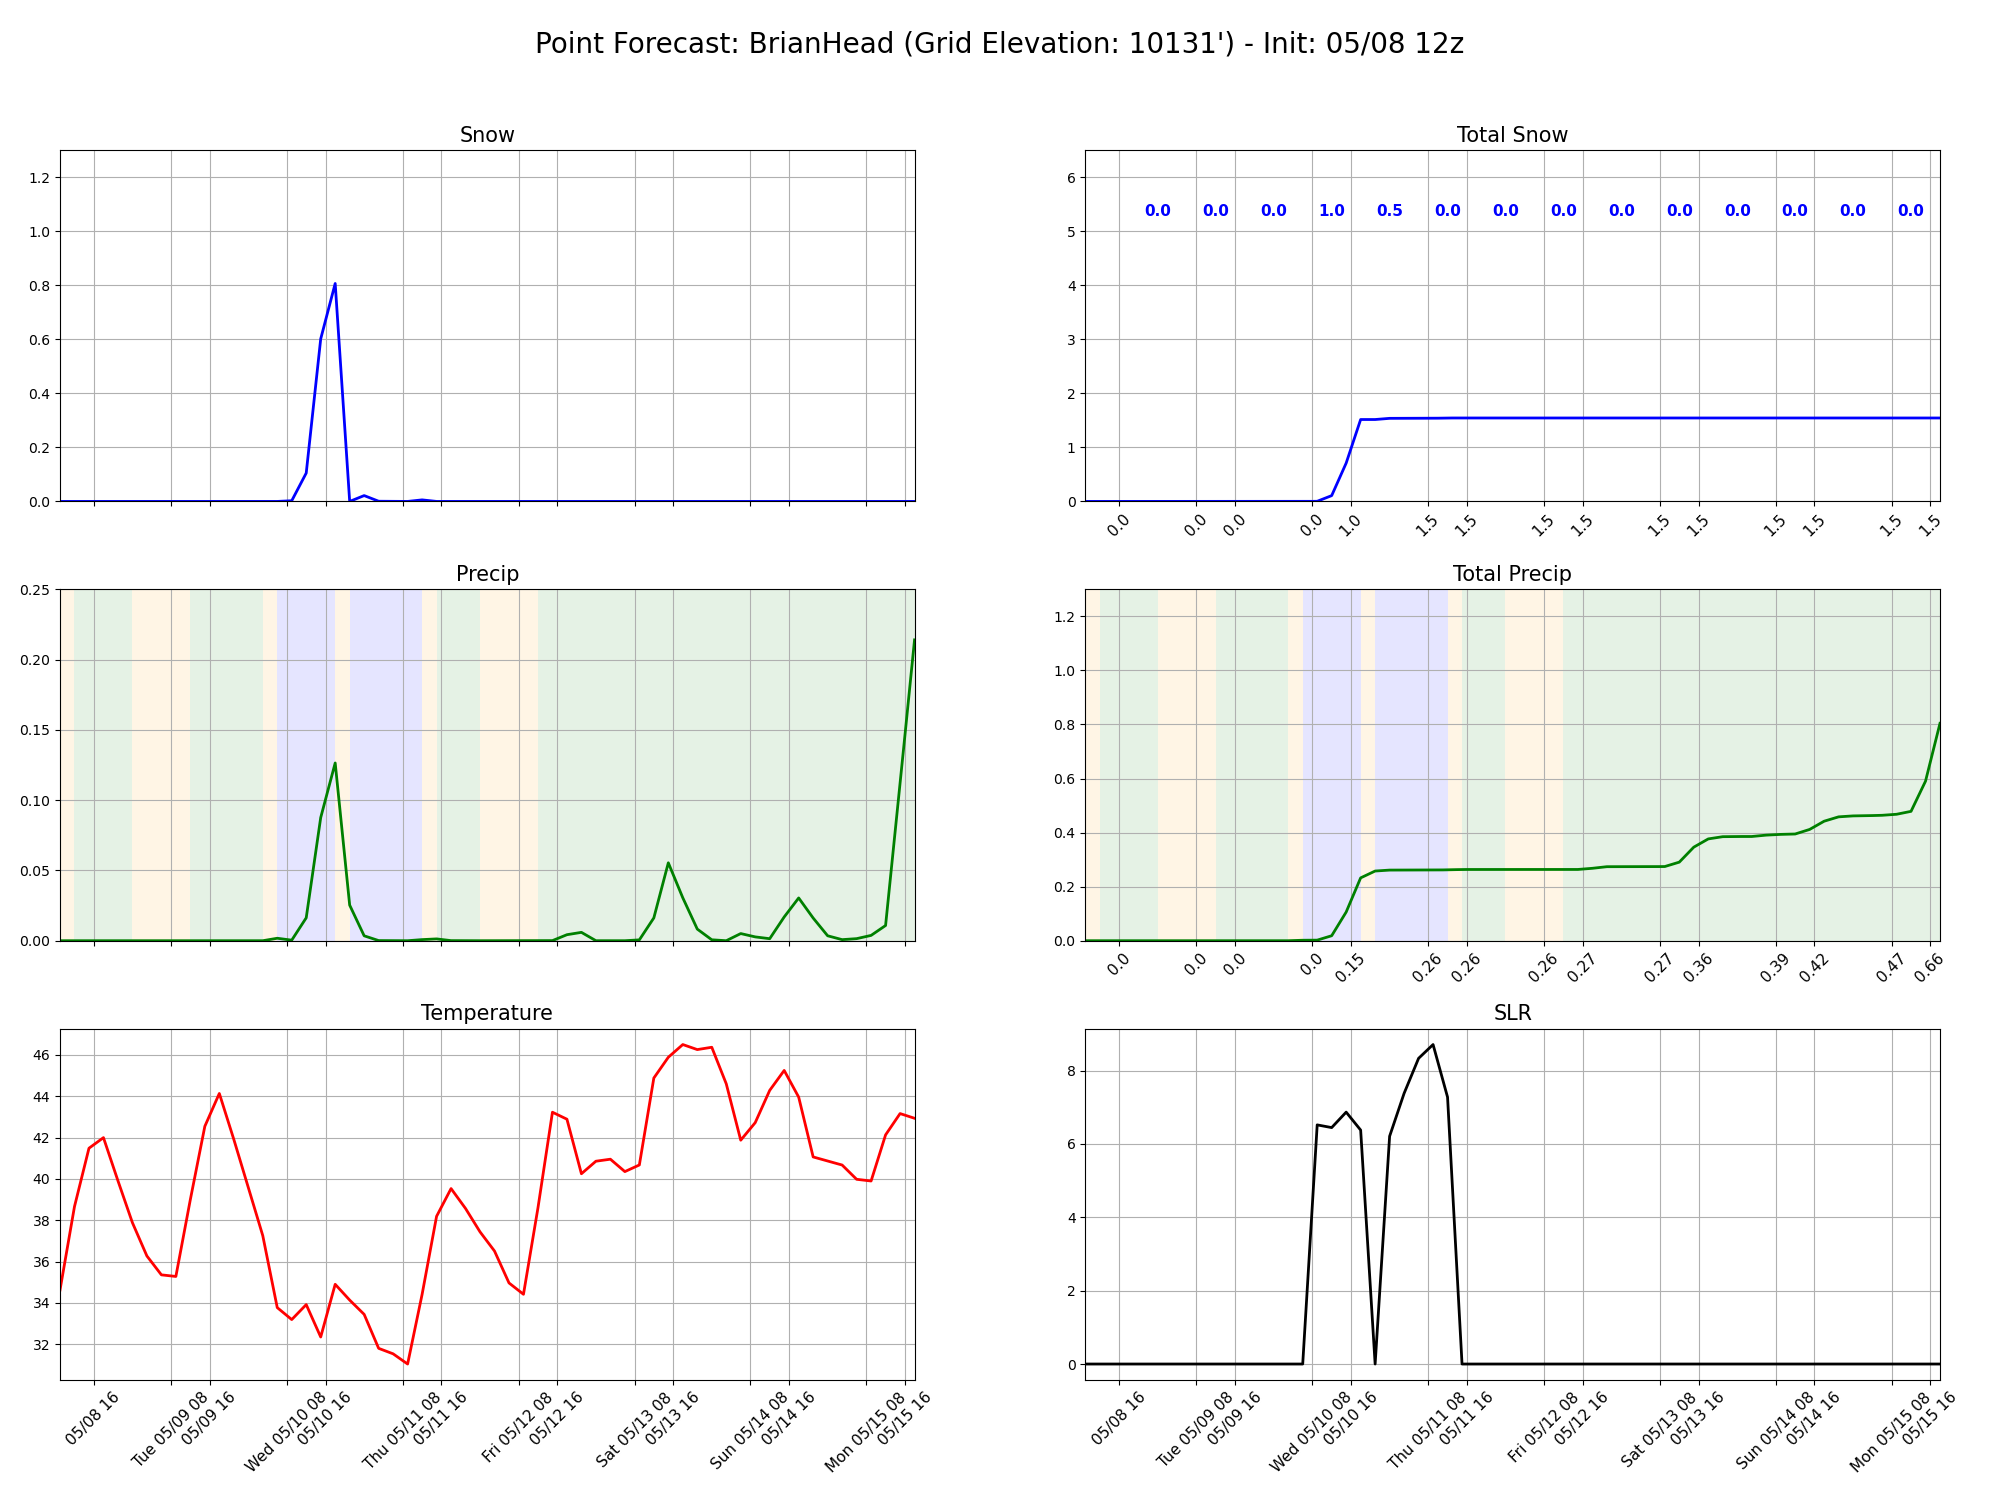 Point Forecast: BrianHead (Grid Elevation: 10131') - Init: 05/08 12z
Snow
1.2
1.0
0.8
0.6
0.4
0.2
0.0
Total Snow
6
5
4
3
2
1
0
0.0 0.0 0.0 1.0 0.5 0.0 0.0 0.0 0.0 0.0 0.0 0.0 0.0 0.0
0.0 0.0 0.0 0.0 1.0 1.5 1.5 1.5 1.5 1.5 1.5 1.5 1.5 1.5 1.5
Precip
0.25
0.20
0.15
0.10
0.05
0.00
Total Precip
1.2
1.0
0.8
0.6
0.4
0.2
0.0
0.0 0.0 0.0 0.0 0.15 0.26 0.26 0.26 0.27 0.27 0.36 0.39 0.42 0.47 0.66
Temperature
46
44
42
40
38
36
34
32
05/08 16
Tue 05/09 08
05/09 16
Wed 05/10 08
05/10 16
Thu 05/11 08
05/11 16
Fri 05/12 08
05/12 16
Sat 05/13 08
05/13 16
Sun 05/14 08
05/14 16
Mon 05/15 08
05/15 16
SLR
8
6
4
2
0
05/08 16
Tue 05/09 08
05/09 16
Wed 05/10 08
05/10 16
Thu 05/11 08
05/11 16
Fri 05/12 08
05/12 16
Sat 05/13 08
05/13 16
Sun 05/14 08
05/14 16
Mon 05/15 08
05/15 16